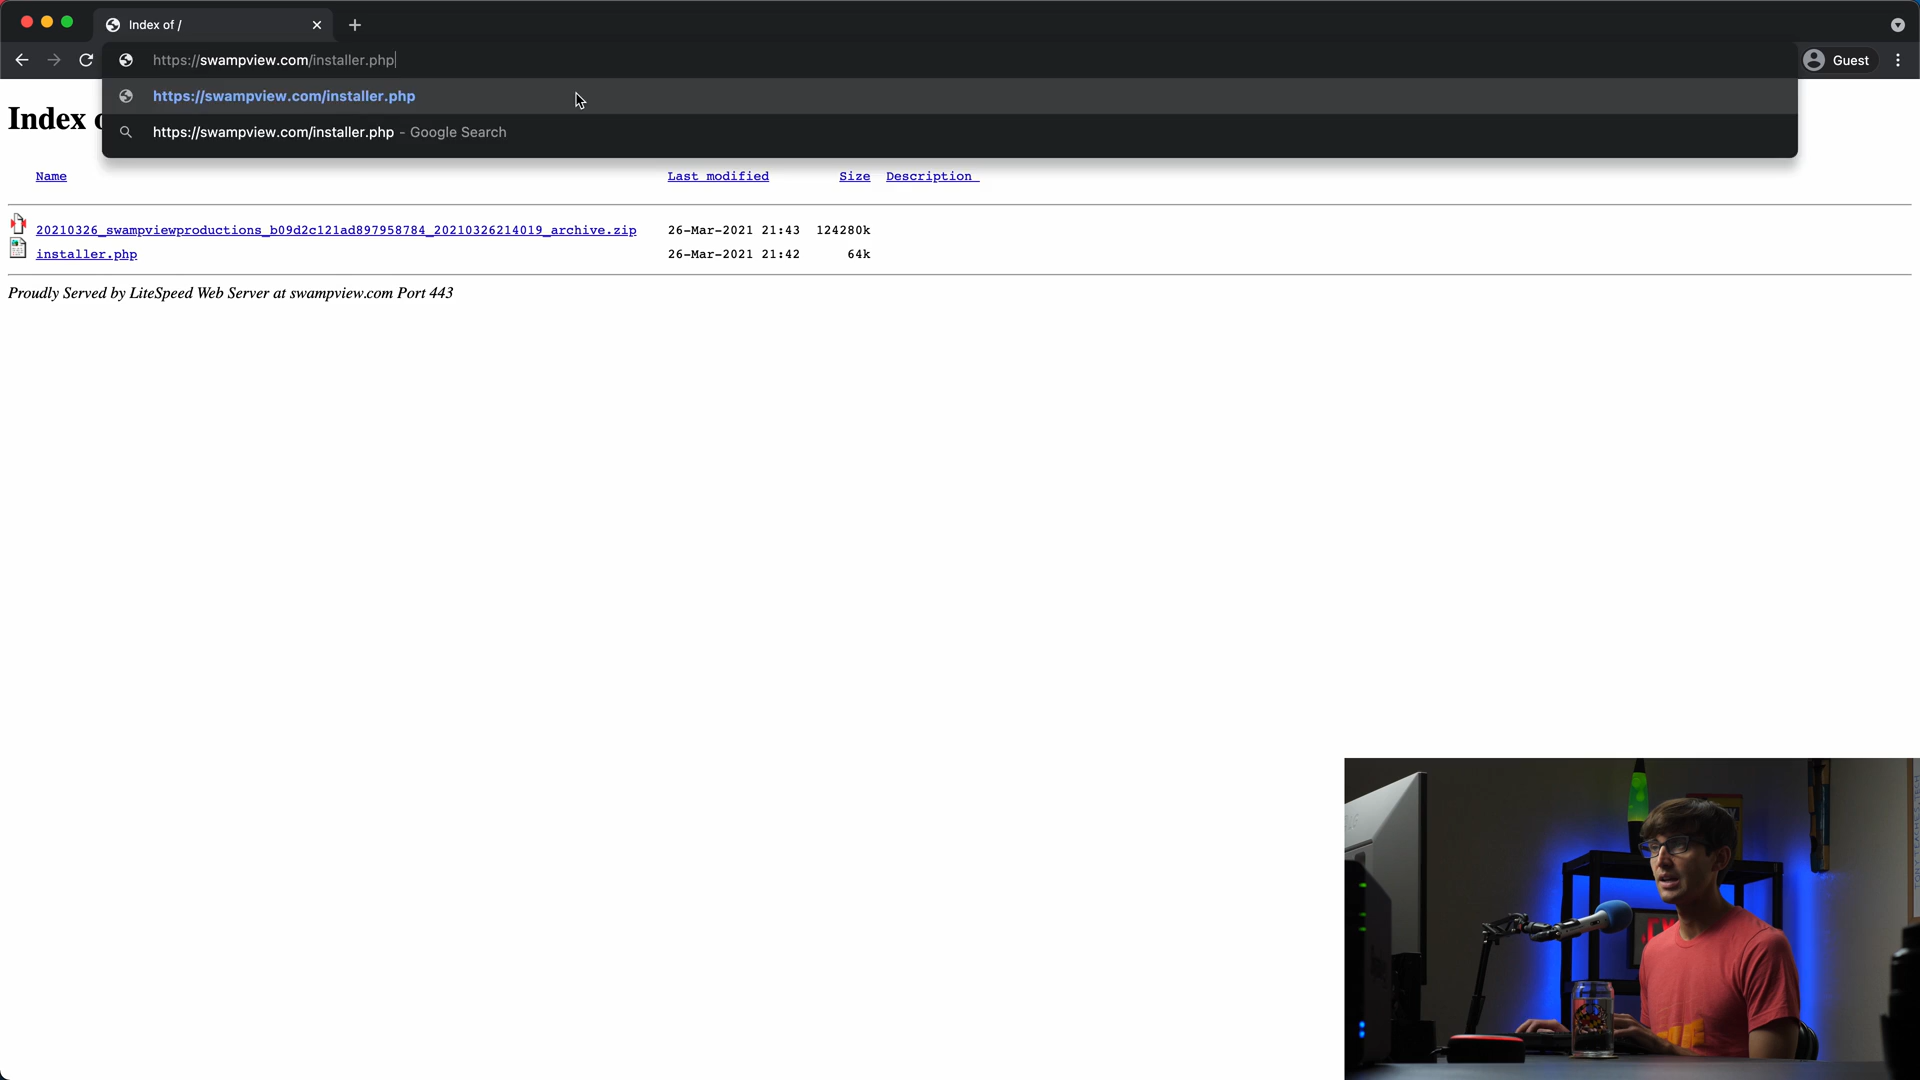 Index of /
https://swampview.com/installer.php
Guest
https://swampview.com/installer.php
https://swampview.com/installer.php - Google Search
Index
Name Last modified Size Description
20210326_swampviewproductions_b09d2c121ad897958784_20210326214019_archive.zip 26-Mar-2021 21:43 124280k
installer.php 26-Mar-2021 21:42 64k
Proudly Served by LiteSpeed Web Server at swampview.com Port 443